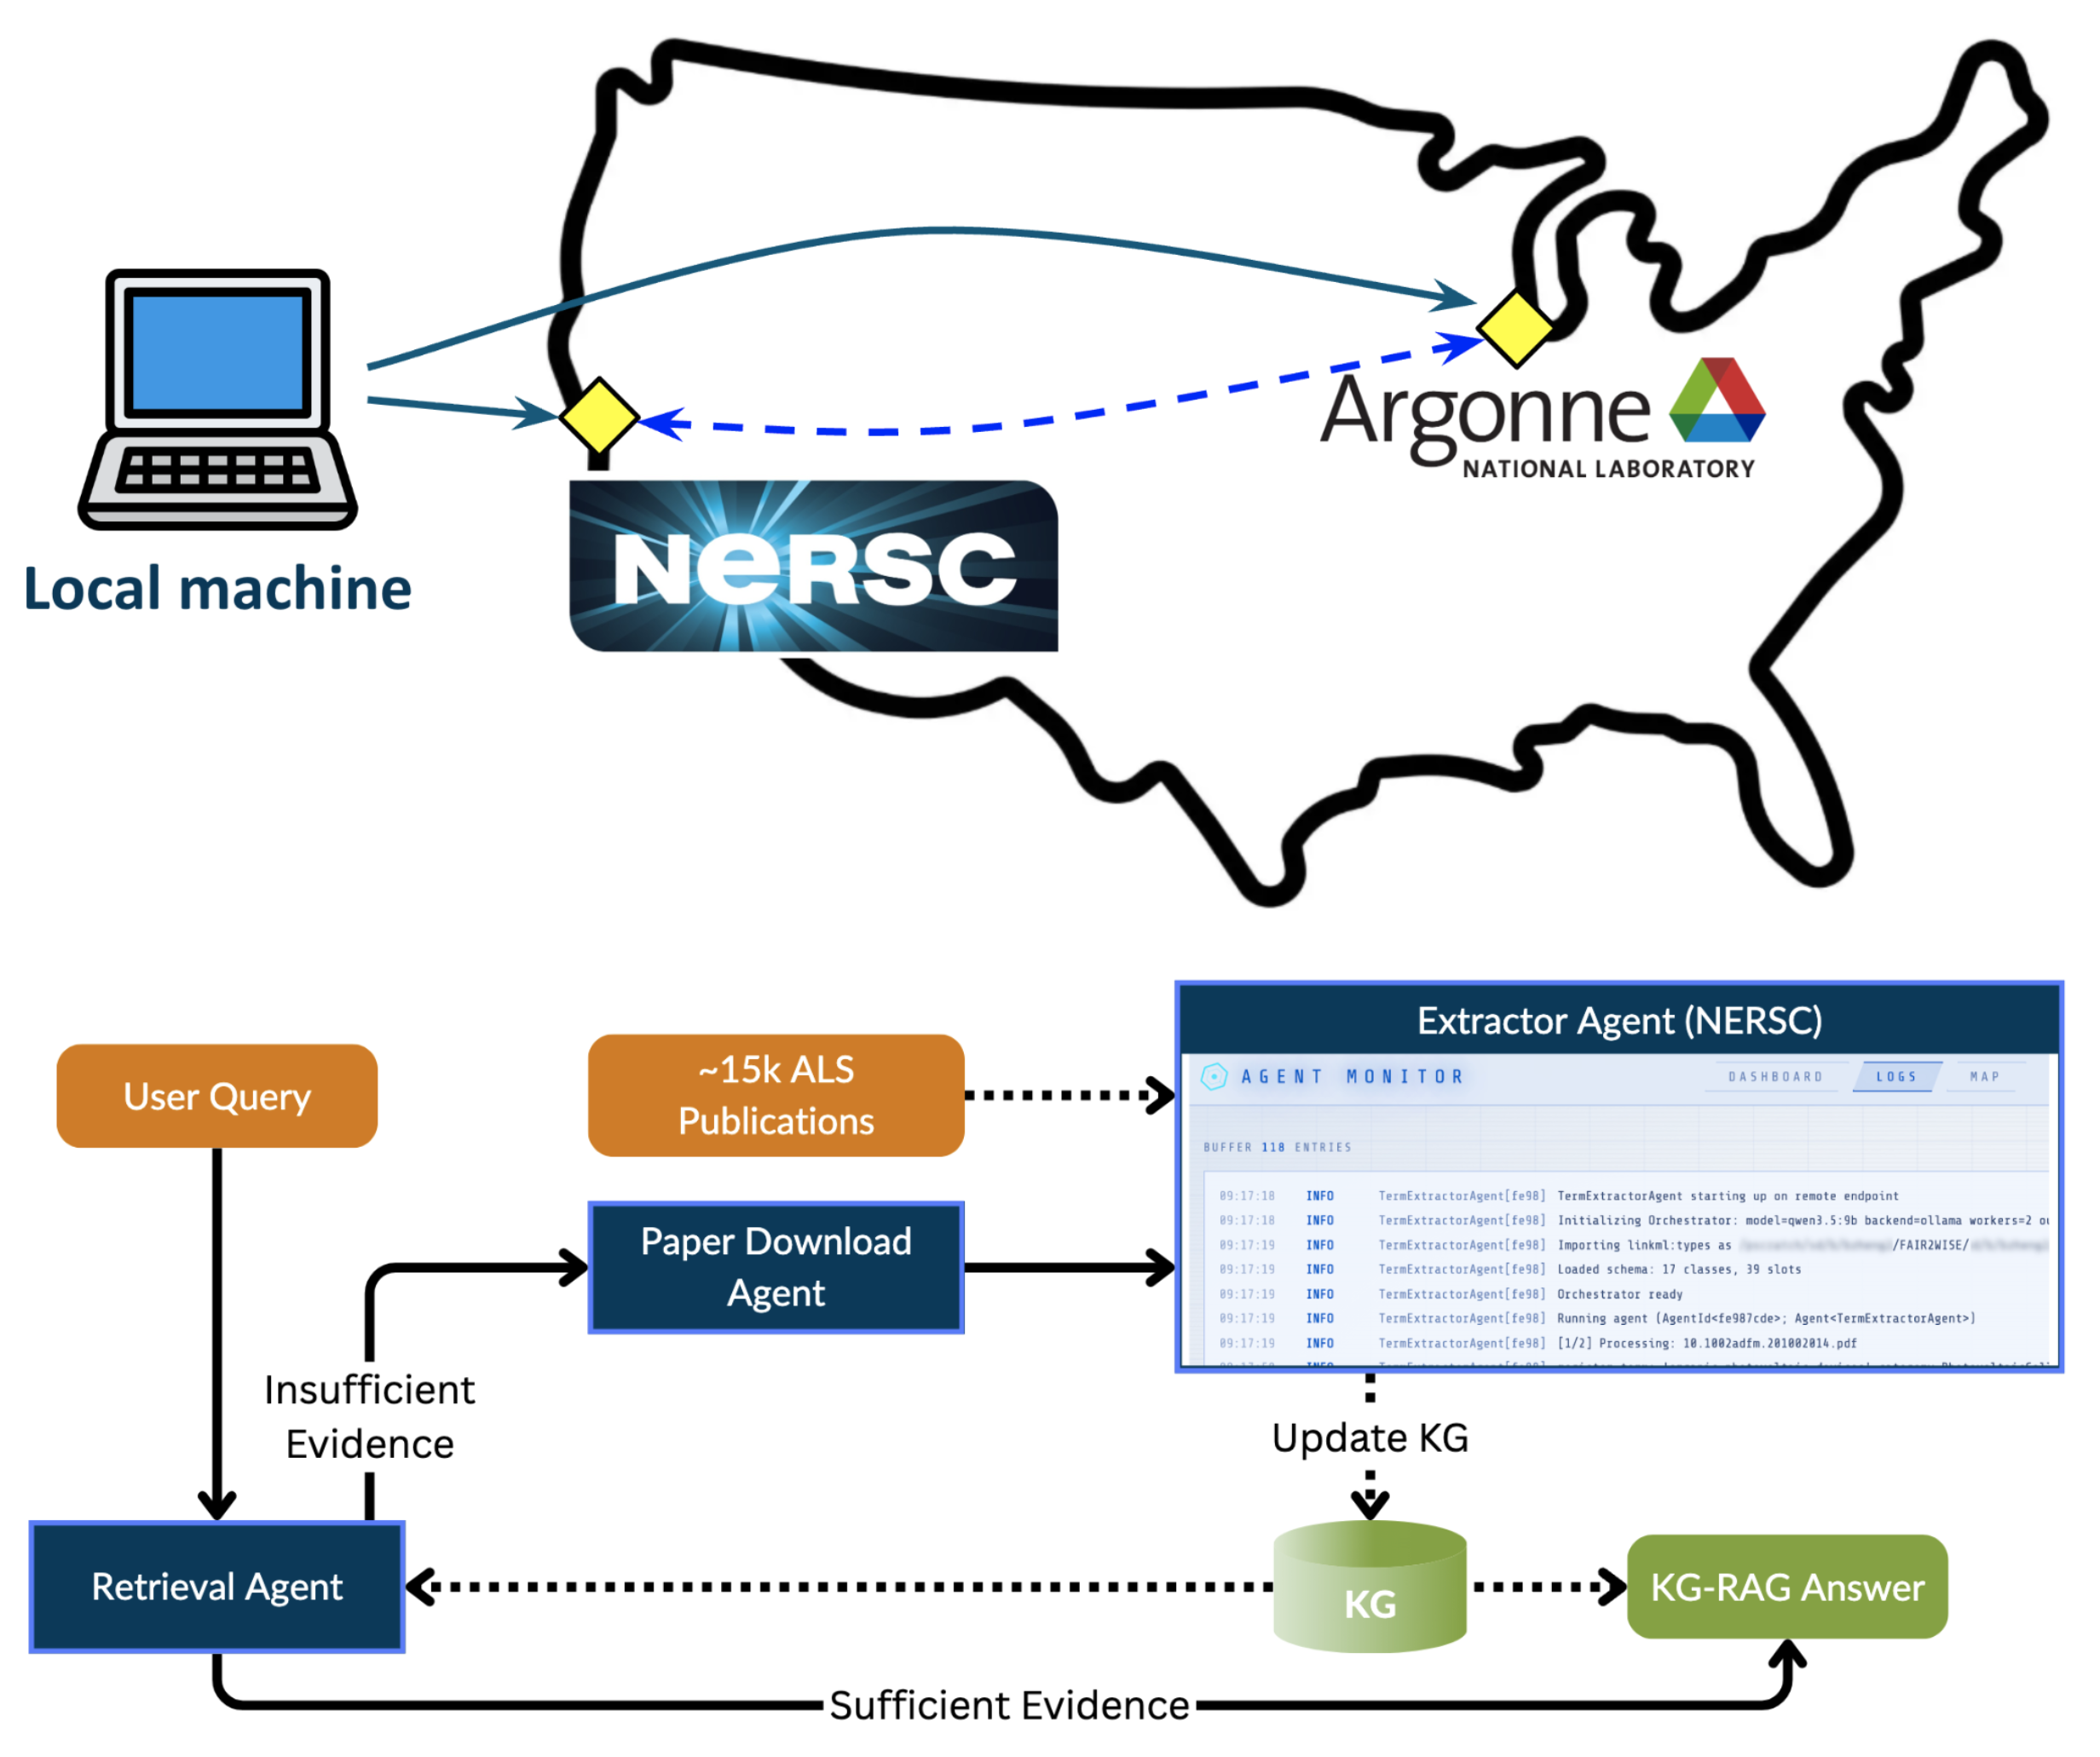 Local machine
NERSC
Argonne
NATIONAL LABORATORY
User Query
~15k ALS
Publications
Paper Download
Agent
Extractor Agent (NERSC)
AGENT MONITOR
DASHBOARD
LOGS
MAP
BUFFER 118 ENTRIES
09:17:18 INFO TermExtractorAgent[fe98] TermExtractorAgent starting up on remote endpoint
09:17:18 INFO TermExtractorAgent[fe98] Initializing Orchestrator: model=qwen3.5:9b backend=ollama workers=2
09:17:19 INFO TermExtractorAgent[fe98] Importing linkml:types as /FAIR2WISE/
09:17:19 INFO TermExtractorAgent[fe98] Loaded schema: 17 classes, 39 slots
09:17:19 INFO TermExtractorAgent[fe98] Orchestrator ready
09:17:19 INFO TermExtractorAgent[fe98] Running agent (AgentId<fe987cde>; Agent<TermExtractorAgent>)
09:17:19 INFO TermExtractorAgent[fe98] [1/2] Processing: 10.1002adfm.201002014.pdf
Insufficient
Evidence
Update KG
Retrieval Agent
KG
KG-RAG Answer
Sufficient Evidence